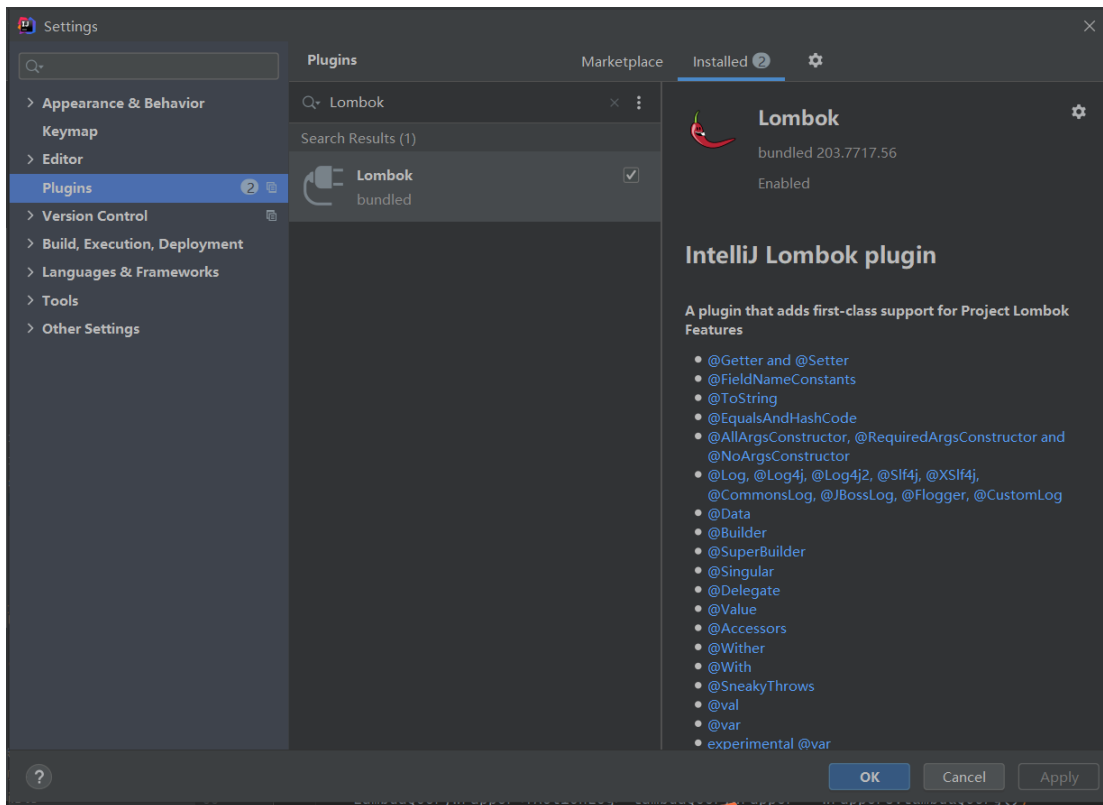 Settings
Plugins
Marketplace
Installed 2
Appearance & Behavior
Keymap
Editor
Plugins 2
Version Control
Build, Execution, Deployment
Languages & Frameworks
Tools
Other Settings
Lombok
Search Results (1)
Lombok
bundled
Lombok
bundled 203.7717.56
Enabled
IntelliJ Lombok plugin
A plugin that adds first-class support for Project Lombok
Features
@Getter and @Setter
@FieldNameConstants
@ToString
@EqualsAndHashCode
@AllArgsConstructor, @RequiredArgsConstructor and
@NoArgsConstructor
@Log, @Log4j, @Log4j2, @Slf4j, @XSlf4j,
@CommonsLog, @JBossLog, @Flogger, @CustomLog
@Data
@Builder
@SuperBuilder
@Singular
@Delegate
@Value
@Accessors
@Wither
@With
@SneakyThrows
@val
@var
experimental @var
?
OK
Cancel
Apply